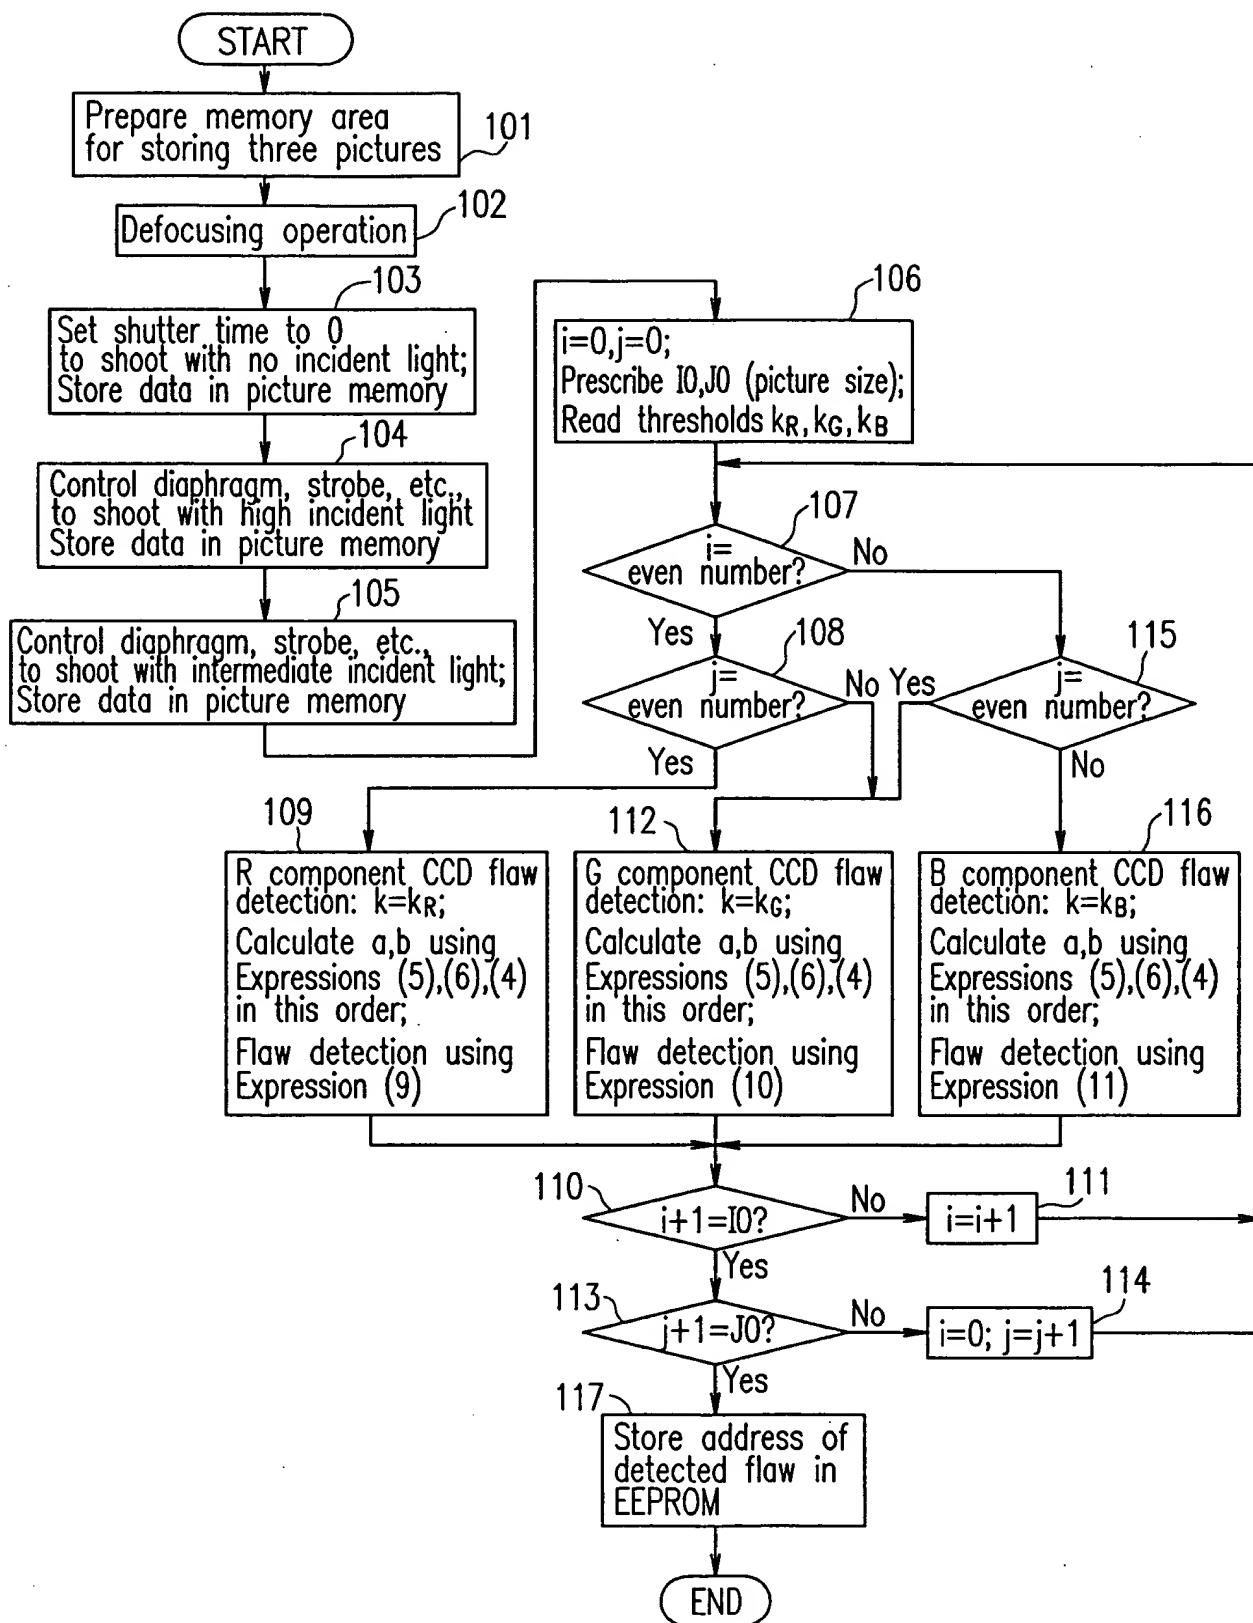 START
Prepare memory area
for storing three pictures
101
102
Defocusing operation
103
Set shutter time to 0
to shoot with no incident light;
Store data in picture memory
104
Control diaphragm, strobe, etc.,
to shoot with high incident light
Store data in picture memory
105
Control diaphragm, strobe, etc.,
to shoot with intermediate incident light;
Store data in picture memory
106
i=0,j=0;
Prescribe I0,J0 (picture size);
Read thresholds kR,kG,kB
107
i=
even number?
No
Yes
108
j=
even number?
No
Yes
115
j=
even number?
Yes
No
109
R component CCD flaw
detection: k=kR;
Calculate a,b using
Expressions (5),(6),(4)
in this order;
Flaw detection using
Expression (9)
112
G component CCD flaw
detection: k=kG;
Calculate a,b using
Expressions (5),(6),(4)
in this order;
Flaw detection using
Expression (10)
116
B component CCD flaw
detection: k=kB;
Calculate a,b using
Expressions (5),(6),(4)
in this order;
Flaw detection using
Expression (11)
110
i+1=I0?
No
Yes
111
i=i+1
113
j+1=J0?
No
Yes
114
i=0; j=j+1
117
Store address of
detected flaw in
EEPROM
END